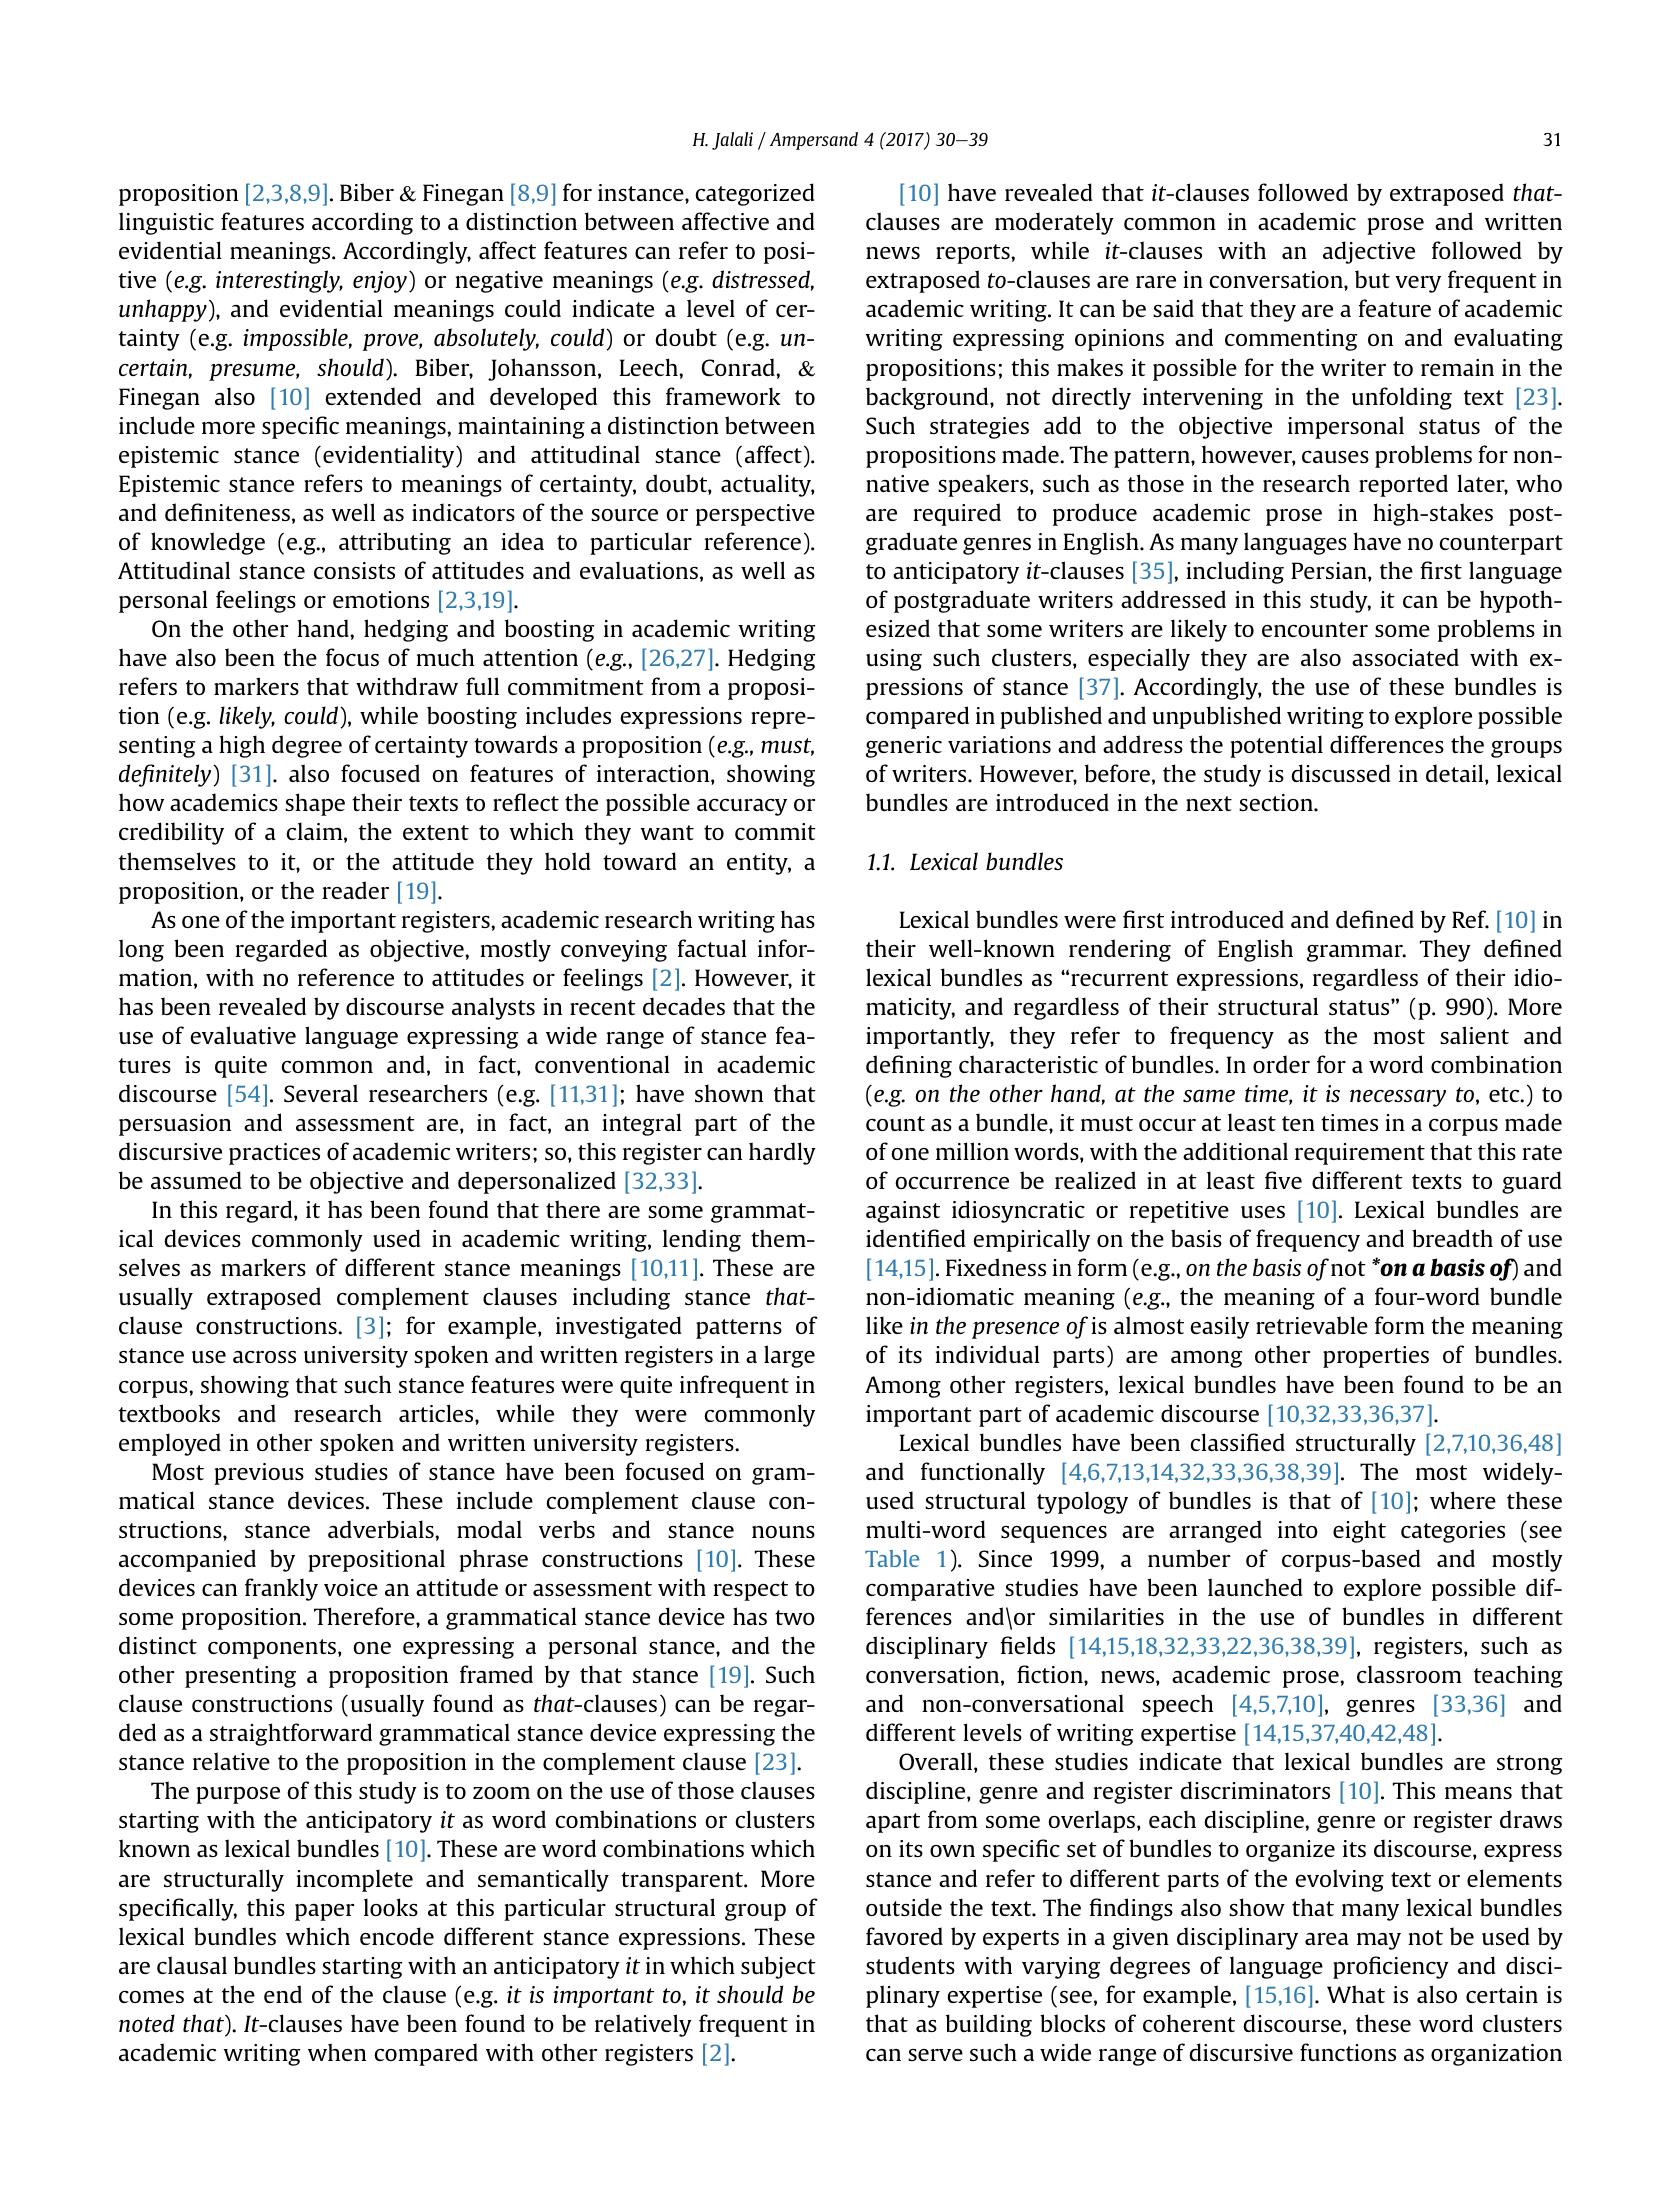 H. Jalali / Ampersand 4 (2017) 30–39
31
proposition [2,3,8,9]. Biber & Finegan [8,9] for instance, categorized
linguistic features according to a distinction between affective and
evidential meanings. Accordingly, affect features can refer to posi-
tive (e.g. interestingly, enjoy) or negative meanings (e.g. distressed,
unhappy), and evidential meanings could indicate a level of cer-
tainty (e.g. impossible, prove, absolutely, could) or doubt (e.g. un-
certain, presume, should). Biber, Johansson, Leech, Conrad, &
Finegan also [10] extended and developed this framework to
include more specific meanings, maintaining a distinction between
epistemic stance (evidentiality) and attitudinal stance (affect).
Epistemic stance refers to meanings of certainty, doubt, actuality,
and definiteness, as well as indicators of the source or perspective
of knowledge (e.g., attributing an idea to particular reference).
Attitudinal stance consists of attitudes and evaluations, as well as
personal feelings or emotions [2,3,19].
On the other hand, hedging and boosting in academic writing
have also been the focus of much attention (e.g., [26,27]. Hedging
refers to markers that withdraw full commitment from a proposi-
tion (e.g. likely, could), while boosting includes expressions repre-
senting a high degree of certainty towards a proposition (e.g., must,
definitely) [31]. also focused on features of interaction, showing
how academics shape their texts to reflect the possible accuracy or
credibility of a claim, the extent to which they want to commit
themselves to it, or the attitude they hold toward an entity, a
proposition, or the reader [19].
As one of the important registers, academic research writing has
long been regarded as objective, mostly conveying factual infor-
mation, with no reference to attitudes or feelings [2]. However, it
has been revealed by discourse analysts in recent decades that the
use of evaluative language expressing a wide range of stance fea-
tures is quite common and, in fact, conventional in academic
discourse [54]. Several researchers (e.g. [11,31]; have shown that
persuasion and assessment are, in fact, an integral part of the
discursive practices of academic writers; so, this register can hardly
be assumed to be objective and depersonalized [32,33].
In this regard, it has been found that there are some grammat-
ical devices commonly used in academic writing, lending them-
selves as markers of different stance meanings [10,11]. These are
usually extraposed complement clauses including stance that-
clause constructions. [3]; for example, investigated patterns of
stance use across university spoken and written registers in a large
corpus, showing that such stance features were quite infrequent in
textbooks and research articles, while they were commonly
employed in other spoken and written university registers.
Most previous studies of stance have been focused on gram-
matical stance devices. These include complement clause con-
structions, stance adverbials, modal verbs and stance nouns
accompanied by prepositional phrase constructions [10]. These
devices can frankly voice an attitude or assessment with respect to
some proposition. Therefore, a grammatical stance device has two
distinct components, one expressing a personal stance, and the
other presenting a proposition framed by that stance [19]. Such
clause constructions (usually found as that-clauses) can be regar-
ded as a straightforward grammatical stance device expressing the
stance relative to the proposition in the complement clause [23].
The purpose of this study is to zoom on the use of those clauses
starting with the anticipatory it as word combinations or clusters
known as lexical bundles [10]. These are word combinations which
are structurally incomplete and semantically transparent. More
specifically, this paper looks at this particular structural group of
lexical bundles which encode different stance expressions. These
are clausal bundles starting with an anticipatory it in which subject
comes at the end of the clause (e.g. it is important to, it should be
noted that). It-clauses have been found to be relatively frequent in
academic writing when compared with other registers [2].
[10] have revealed that it-clauses followed by extraposed that-
clauses are moderately common in academic prose and written
news reports, while it-clauses with an adjective followed by
extraposed to-clauses are rare in conversation, but very frequent in
academic writing. It can be said that they are a feature of academic
writing expressing opinions and commenting on and evaluating
propositions; this makes it possible for the writer to remain in the
background, not directly intervening in the unfolding text [23].
Such strategies add to the objective impersonal status of the
propositions made. The pattern, however, causes problems for non-
native speakers, such as those in the research reported later, who
are required to produce academic prose in high-stakes post-
graduate genres in English. As many languages have no counterpart
to anticipatory it-clauses [35], including Persian, the first language
of postgraduate writers addressed in this study, it can be hypoth-
esized that some writers are likely to encounter some problems in
using such clusters, especially they are also associated with ex-
pressions of stance [37]. Accordingly, the use of these bundles is
compared in published and unpublished writing to explore possible
generic variations and address the potential differences the groups
of writers. However, before, the study is discussed in detail, lexical
bundles are introduced in the next section.
1.1. Lexical bundles
Lexical bundles were first introduced and defined by Ref. [10] in
their well-known rendering of English grammar. They defined
lexical bundles as “recurrent expressions, regardless of their idio-
maticity, and regardless of their structural status” (p. 990). More
importantly, they refer to frequency as the most salient and
defining characteristic of bundles. In order for a word combination
(e.g. on the other hand, at the same time, it is necessary to, etc.) to
count as a bundle, it must occur at least ten times in a corpus made
of one million words, with the additional requirement that this rate
of occurrence be realized in at least five different texts to guard
against idiosyncratic or repetitive uses [10]. Lexical bundles are
identified empirically on the basis of frequency and breadth of use
[14,15]. Fixedness in form (e.g., on the basis of not *on a basis of) and
non-idiomatic meaning (e.g., the meaning of a four-word bundle
like in the presence of is almost easily retrievable form the meaning
of its individual parts) are among other properties of bundles.
Among other registers, lexical bundles have been found to be an
important part of academic discourse [10,32,33,36,37].
Lexical bundles have been classified structurally [2,7,10,36,48]
and functionally [4,6,7,13,14,32,33,36,38,39]. The most widely-
used structural typology of bundles is that of [10]; where these
multi-word sequences are arranged into eight categories (see
Table 1). Since 1999, a number of corpus-based and mostly
comparative studies have been launched to explore possible dif-
ferences and\or similarities in the use of bundles in different
disciplinary fields [14,15,18,32,33,22,36,38,39], registers, such as
conversation, fiction, news, academic prose, classroom teaching
and non-conversational speech [4,5,7,10], genres [33,36] and
different levels of writing expertise [14,15,37,40,42,48].
Overall, these studies indicate that lexical bundles are strong
discipline, genre and register discriminators [10]. This means that
apart from some overlaps, each discipline, genre or register draws
on its own specific set of bundles to organize its discourse, express
stance and refer to different parts of the evolving text or elements
outside the text. The findings also show that many lexical bundles
favored by experts in a given disciplinary area may not be used by
students with varying degrees of language proficiency and disci-
plinary expertise (see, for example, [15,16]. What is also certain is
that as building blocks of coherent discourse, these word clusters
can serve such a wide range of discursive functions as organization